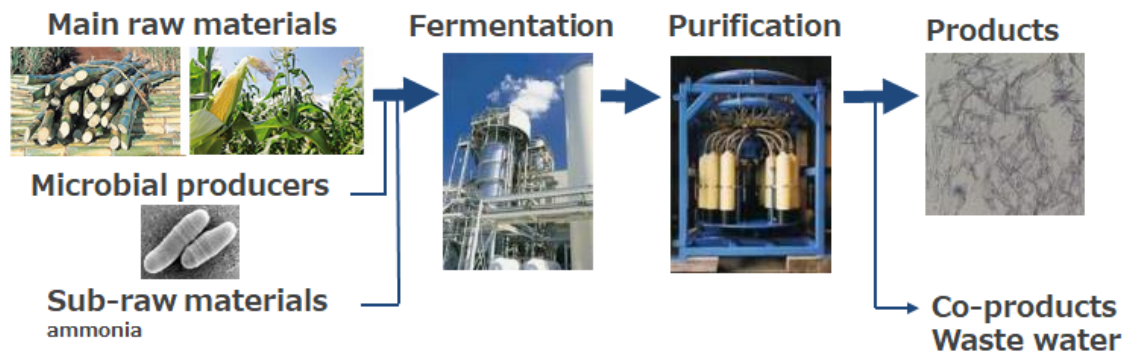 Main raw materials
Fermentation
Purification
Products
Microbial producers
Sub-raw materials
ammonia
Co-products
Waste water